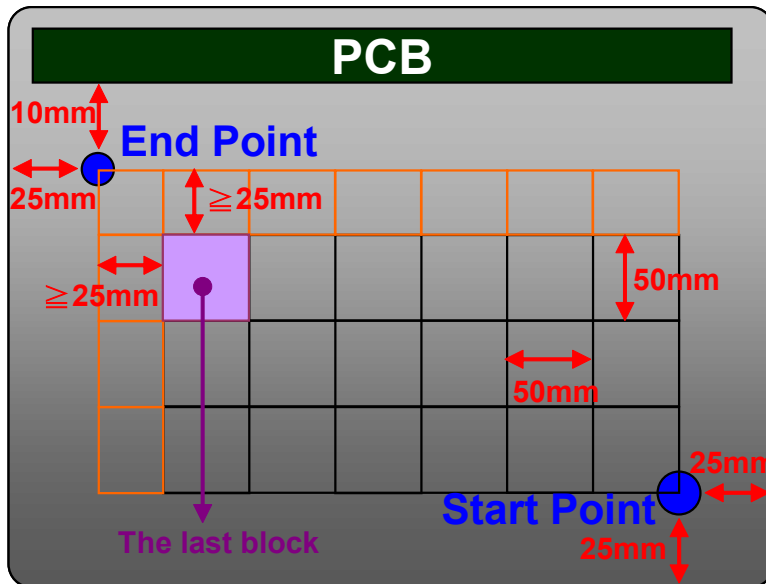 PCB
10mm
End Point
25mm
≧25mm
≧25mm
50mm
50mm
25mm
Start Point
The last block
25mm